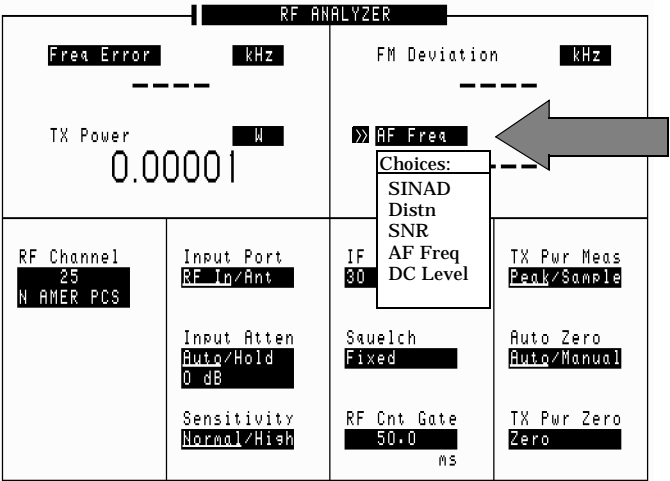 RF ANALYZER
Freq Error kHz
----
TX Power W
0.00001
FM Deviation kHz
----
>> AF Freq
Choices:
SINAD
Distn
SNR
AF Freq
DC Level
RF Channel
25
N AMER PCS
Input Port
RF In/Ant
Input Atten
Auto/Hold
0 dB
Sensitivity
Normal/High
IF
30
Squelch
Fixed
RF Cnt Gate
50.0
ms
TX Pwr Meas
Peak/Sample
Auto Zero
Auto/Manual
TX Pwr Zero
Zero